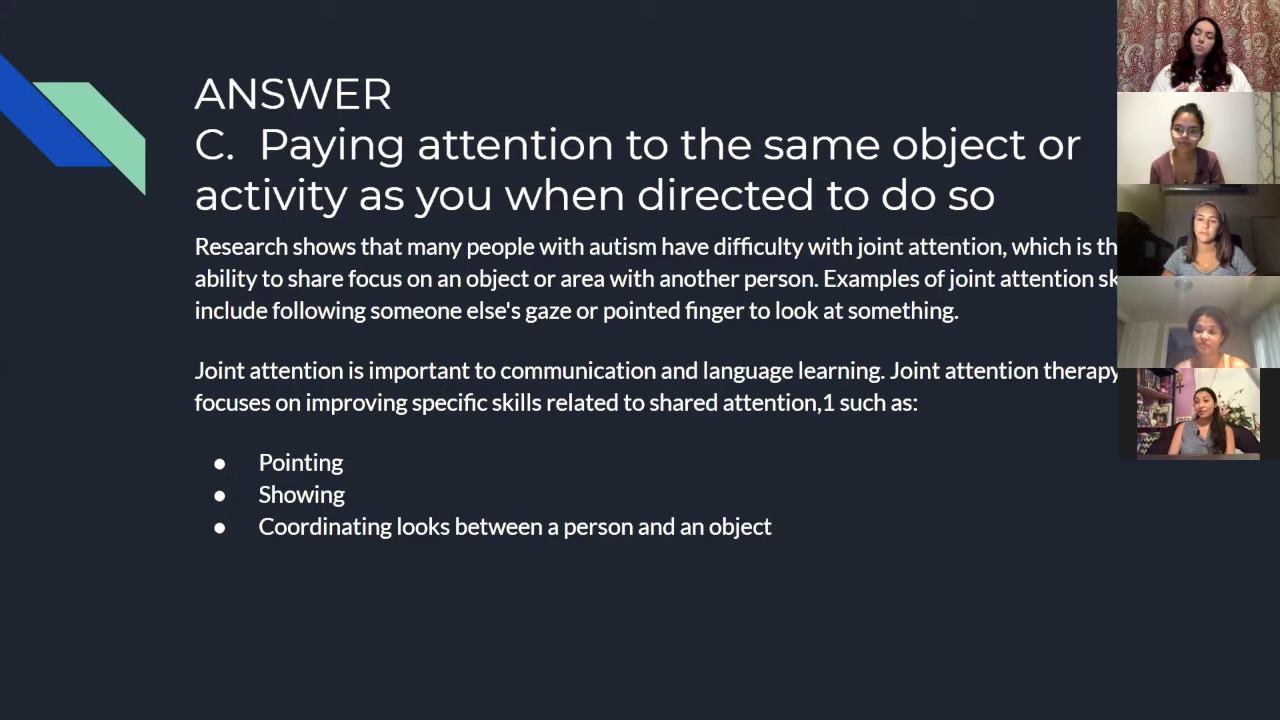 ANSWER
C. Paying attention to the same object or
activity as you when directed to do so
Research shows that many people with autism have difficulty with joint attention, which is th
ability to share focus on an object or area with another person. Examples of joint attention sk
include following someone else's gaze or pointed finger to look at something.
Joint attention is important to communication and language learning. Joint attention therapy
focuses on improving specific skills related to shared attention,1 such as:
● Pointing
● Showing
● Coordinating looks between a person and an object